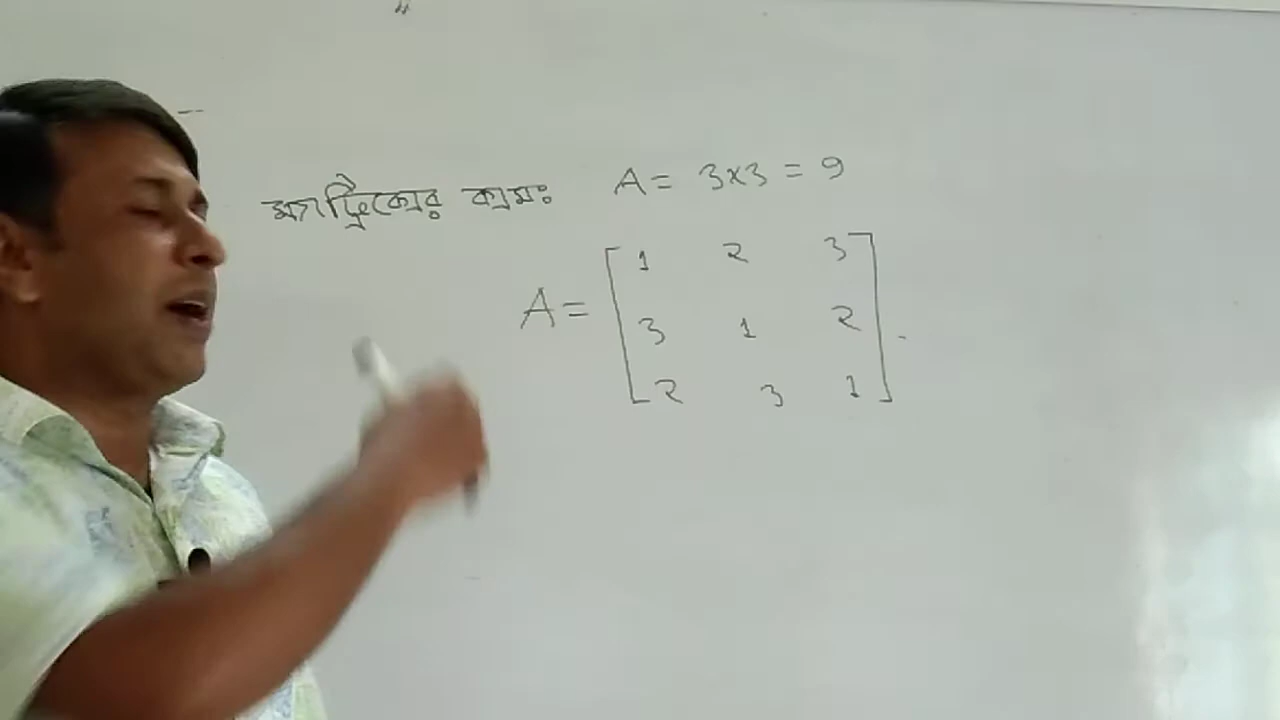 ম্যাট্রিক্সের ক্রমঃ A = 3x3 = 9
A = [ 1 2 3
3 1 2
2 3 1 ]